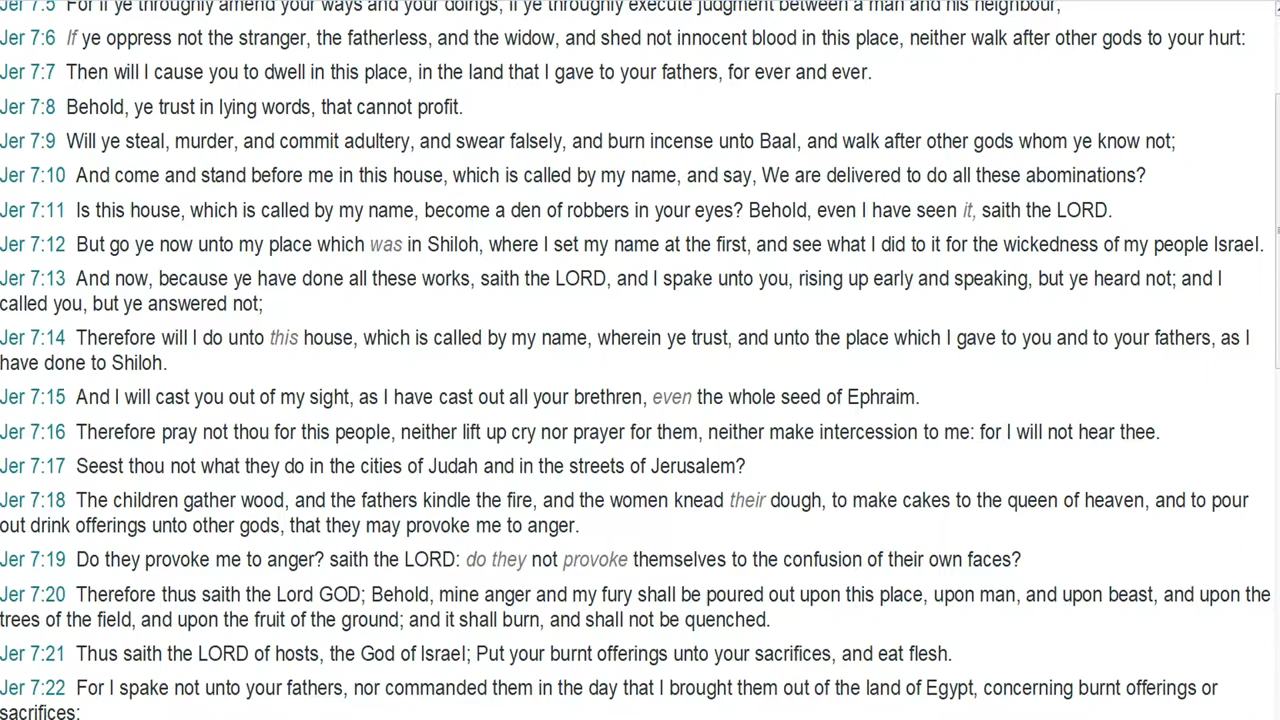 Jer 7:5 For if ye throughly amend your ways and your doings; if ye throughly execute judgment between a man and his neighbour;
Jer 7:6 If ye oppress not the stranger, the fatherless, and the widow, and shed not innocent blood in this place, neither walk after other gods to your hurt:
Jer 7:7 Then will I cause you to dwell in this place, in the land that I gave to your fathers, for ever and ever.
Jer 7:8 Behold, ye trust in lying words, that cannot profit.
Jer 7:9 Will ye steal, murder, and commit adultery, and swear falsely, and burn incense unto Baal, and walk after other gods whom ye know not;
Jer 7:10 And come and stand before me in this house, which is called by my name, and say, We are delivered to do all these abominations?
Jer 7:11 Is this house, which is called by my name, become a den of robbers in your eyes? Behold, even I have seen it, saith the LORD.
Jer 7:12 But go ye now unto my place which was in Shiloh, where I set my name at the first, and see what I did to it for the wickedness of my people Israel.
Jer 7:13 And now, because ye have done all these works, saith the LORD, and I spake unto you, rising up early and speaking, but ye heard not; and I
called you, but ye answered not;
Jer 7:14 Therefore will I do unto this house, which is called by my name, wherein ye trust, and unto the place which I gave to you and to your fathers, as I
have done to Shiloh.
Jer 7:15 And I will cast you out of my sight, as I have cast out all your brethren, even the whole seed of Ephraim.
Jer 7:16 Therefore pray not thou for this people, neither lift up cry nor prayer for them, neither make intercession to me: for I will not hear thee.
Jer 7:17 Seest thou not what they do in the cities of Judah and in the streets of Jerusalem?
Jer 7:18 The children gather wood, and the fathers kindle the fire, and the women knead their dough, to make cakes to the queen of heaven, and to pour
out drink offerings unto other gods, that they may provoke me to anger.
Jer 7:19 Do they provoke me to anger? saith the LORD: do they not provoke themselves to the confusion of their own faces?
Jer 7:20 Therefore thus saith the Lord GOD; Behold, mine anger and my fury shall be poured out upon this place, upon man, and upon beast, and upon the
trees of the field, and upon the fruit of the ground; and it shall burn, and shall not be quenched.
Jer 7:21 Thus saith the LORD of hosts, the God of Israel; Put your burnt offerings unto your sacrifices, and eat flesh.
Jer 7:22 For I spake not unto your fathers, nor commanded them in the day that I brought them out of the land of Egypt, concerning burnt offerings or
sacrifices: